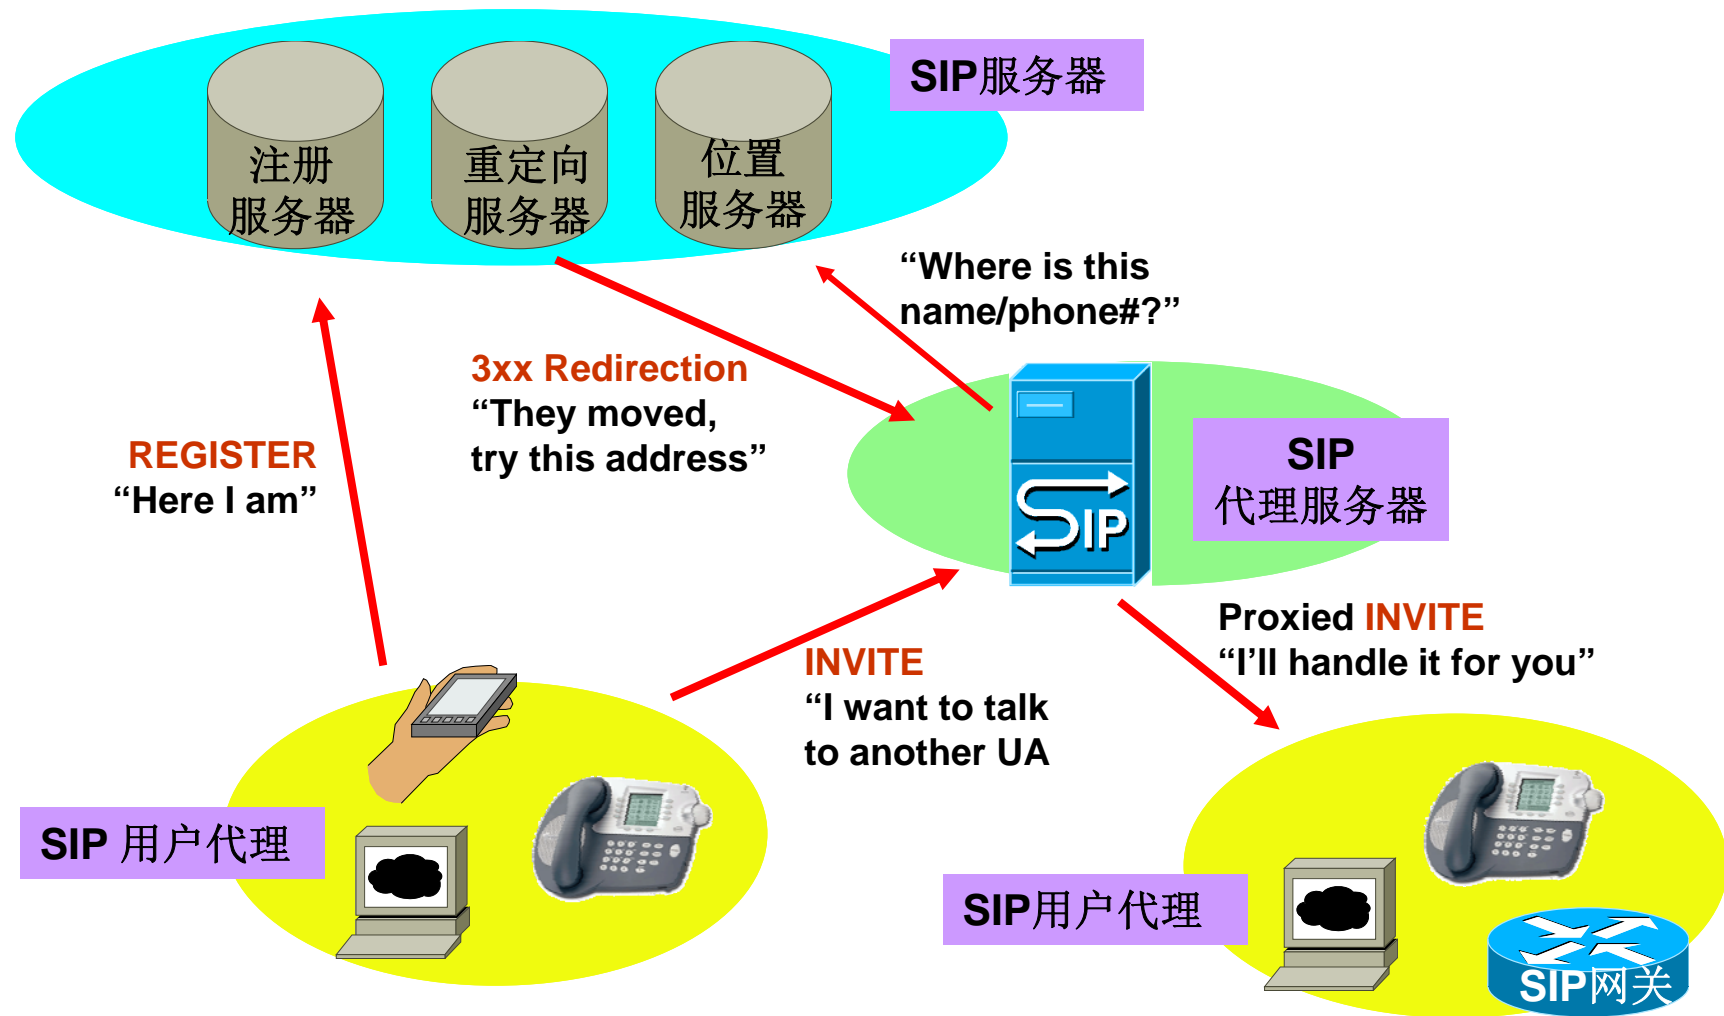 SIP服务器
注册
服务器
重定向
服务器
位置
服务器
“Where is this
name/phone#?”
3xx Redirection
“They moved,
try this address”
REGISTER
“Here I am”
SIP
代理服务器
SIP
INVITE
“I want to talk
to another UA
Proxied INVITE
“I’ll handle it for you”
SIP 用户代理
SIP用户代理
SIP网关